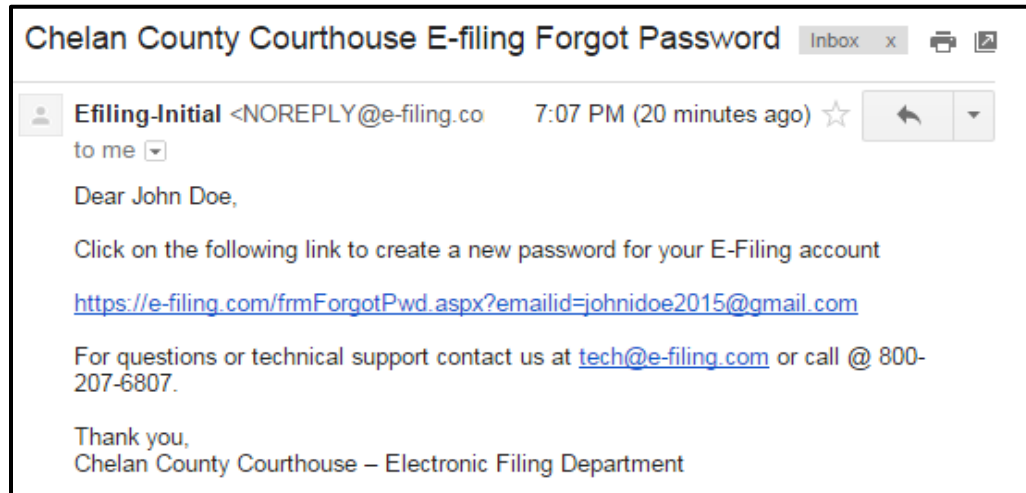 Chelan County Courthouse E-filing Forgot Password Inbox x
Efiling-Initial <NOREPLY@e-filing.co 7:07 PM (20 minutes ago)
to me
Dear John Doe,
Click on the following link to create a new password for your E-Filing account
https://e-filing.com/frmForgotPwd.aspx?emailid=johnidoe2015@gmail.com
For questions or technical support contact us at tech@e-filing.com or call @ 800-
207-6807.
Thank you,
Chelan County Courthouse – Electronic Filing Department